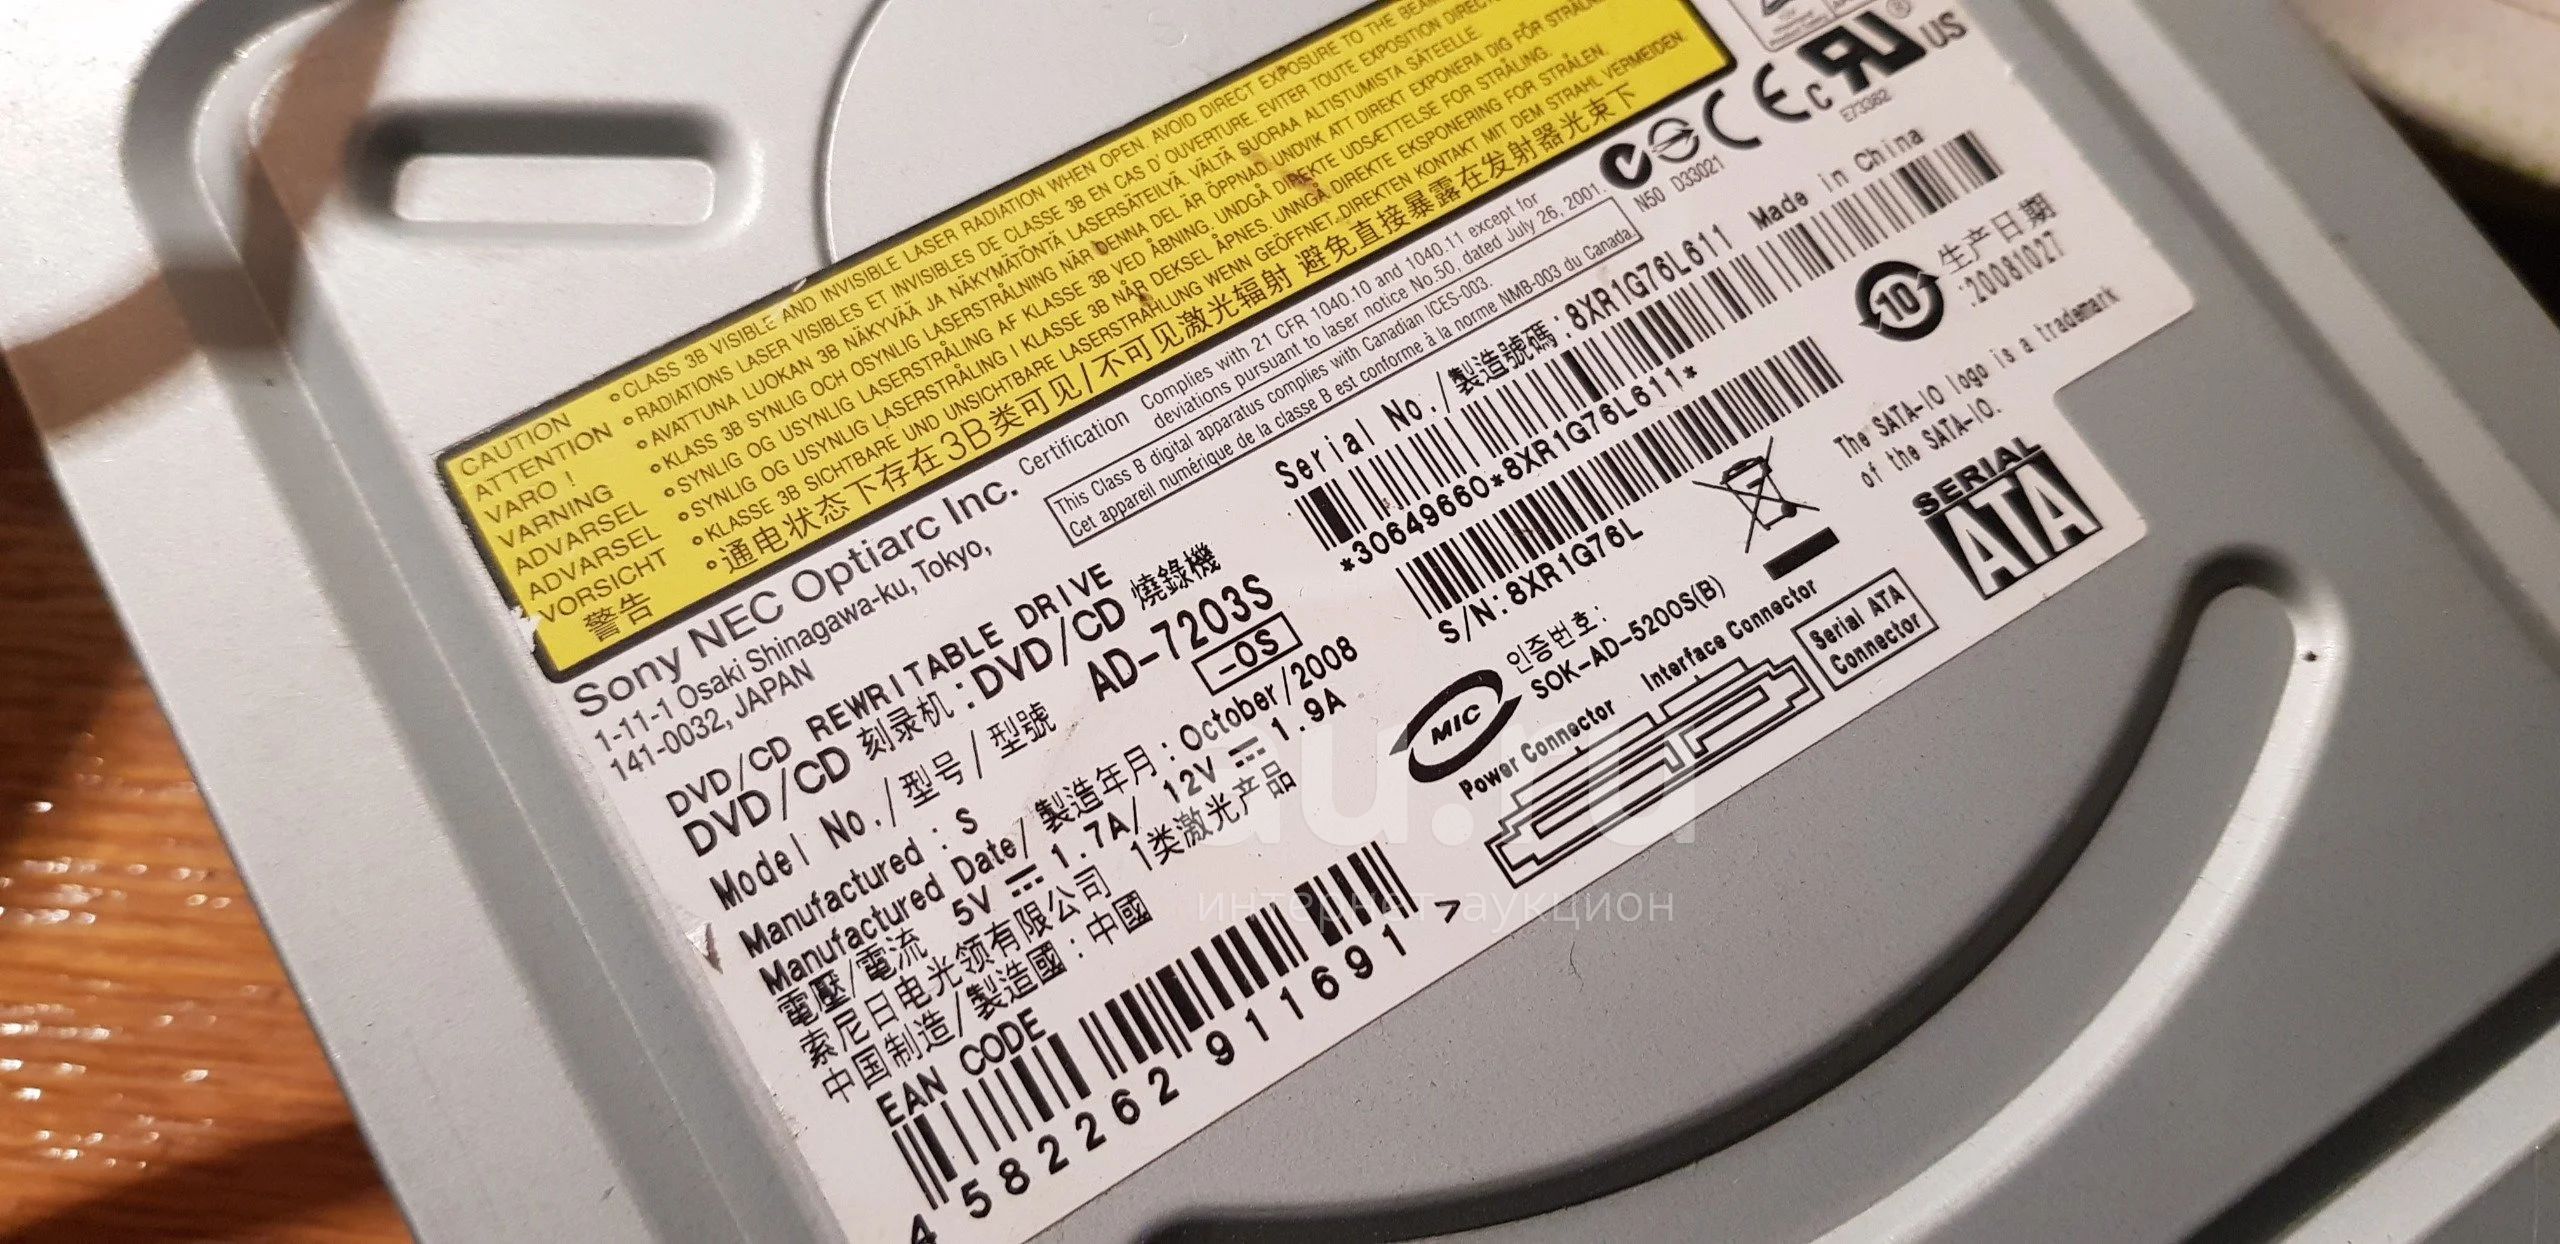 CAUTION
ATTENTION
VARO !
VARNING
ADVARSEL
ADVARSEL
VORSICHT
警告
∘CLASS 3B VISIBLE AND INVISIBLE LASER RADIATION WHEN OPEN. AVOID DIRECT EXPOSURE TO THE BEAM
∘RADIATIONS LASER VISIBLES ET INVISIBLES DE CLASSE 3B EN CAS D' OUVERTURE. EVITER TOUTE EXPOSITION
∘AVATTUNA LUOKAN 3B NÄKYVÄÄ JA NÄKYMÄTÖNTÄ LASERSÄTEILYÄ. VÄLTÄ SUORAA ALTISTUMISTA SÄTEELLE.
∘KLASS 3B SYNLIG OCH OSYNLIG LASERSTRÅLNING NÄR DENNA DEL ÄR ÖPPNAD. UNDVIK ATT DIREKT EXPONERA DIG FÖR
∘SYNLIG OG USYNLIG LASERSTRÅLING AF KLASSE 3B VED ÅBNING. UNDGÅ DIREKTE UDSÆTTELSE FOR STRÅLING.
∘SYNLIG OG USYNLIG LASERSTRÅLING I KLASSE 3B NÅR DEKSEL ÅPNES. UNNGÅ DIREKTE EKSPONERING FOR STRÅLEN.
∘KLASSE 3B SICHTBARE UND UNSICHTBARE LASERSTRAHLUNG WENN GEÖFFNET. DIREKTEN KONTAKT MIT DEM STRAHL VERMEIDEN.
∘通电状态下存在3B类可见/不可见激光辐射 避免直接暴露在发射器光束下
Sony NEC Optiarc Inc.
1-11-1 Osaki Shinagawa-ku, Tokyo,
141-0032, JAPAN
Certification Complies with 21 CFR 1040.10 and 1040.11 except for
deviations pursuant to laser notice No.50, dated July 26, 2001.
This Class B digital apparatus complies with Canadian ICES-003.
Cet appareil numérique de la classe B est conforme à la norme NMB-003 du Canada.
N50 D33021
CE
c RU ® US
E73382
DVD/CD REWRITABLE DRIVE
DVD/CD 刻录机:DVD/CD 燒錄機
Model No./型号/型號 AD-7203S
-0S
Manufactured : S
Manufactured Date/製造年月:October/2008
電壓/電流 5V ⎓ 1.7A/ 12V ⎓ 1.9A
索尼日电光领有限公司 1类激光产品
中国制造/製造國:中國
EAN CODE
4 582262 911691 >
Serial No./製造號碼:8XR1G76L611 Made in China
*30649660*8XR1G76L611*
S/N:8XR1G76L
10
生产日期
:20081027
The SATA-IO logo is a trademark
of the SATA-IO.
SERIAL
ATA
MIC
인증번호:
SOK-AD-5200S(B)
Power Connector
Interface Connector
Serial ATA
Connector
au.ru
интернет-аукцион